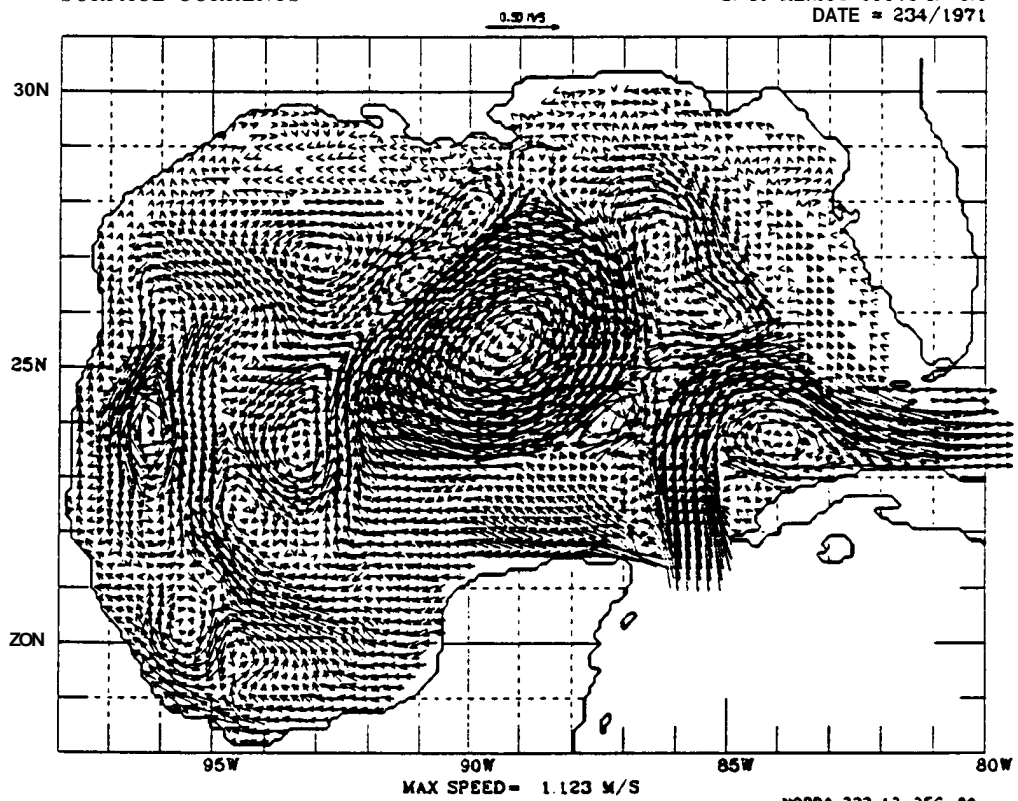 0.50 M/S
DATE = 234/1971
30N
25N
ZON
95W 90W 85W 80W
MAX SPEED= 1.123 M/S